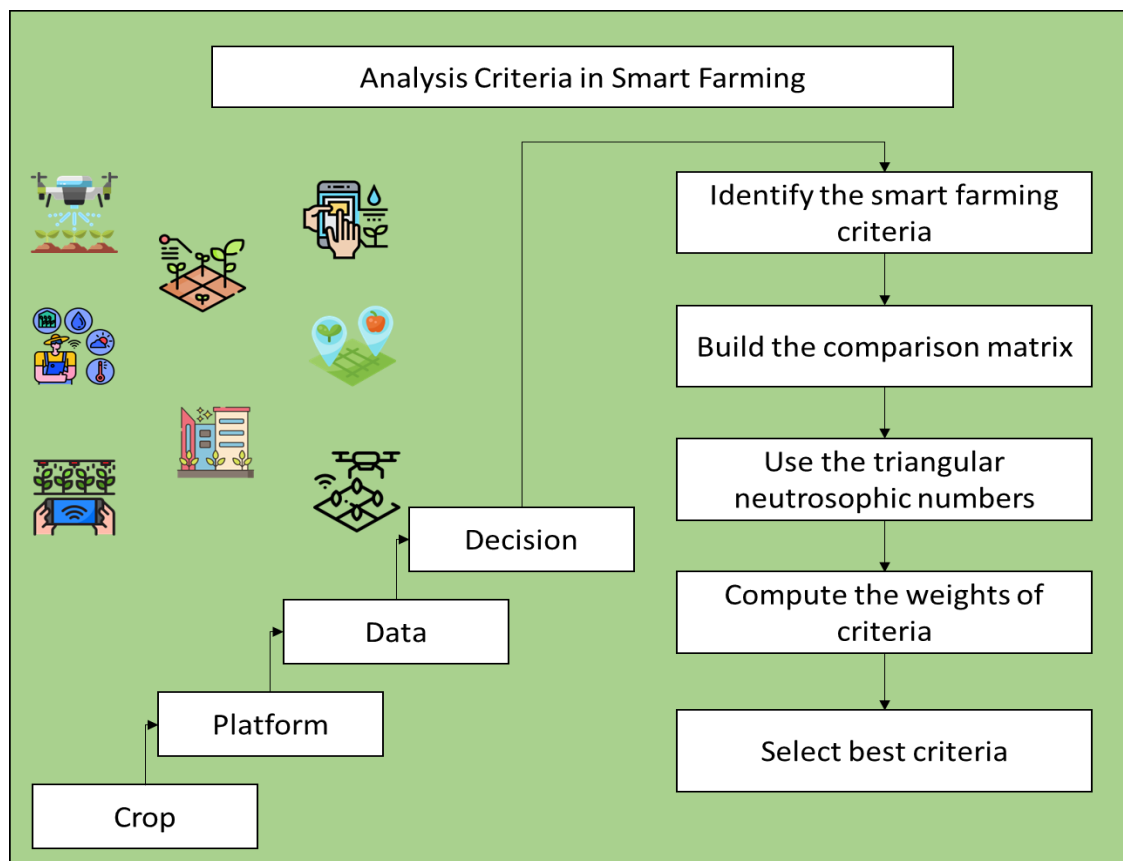 Analysis Criteria in Smart Farming
Identify the smart farming
criteria
Build the comparison matrix
Use the triangular
neutrosophic numbers
Compute the weights of
criteria
Select best criteria
Decision
Data
Platform
Crop